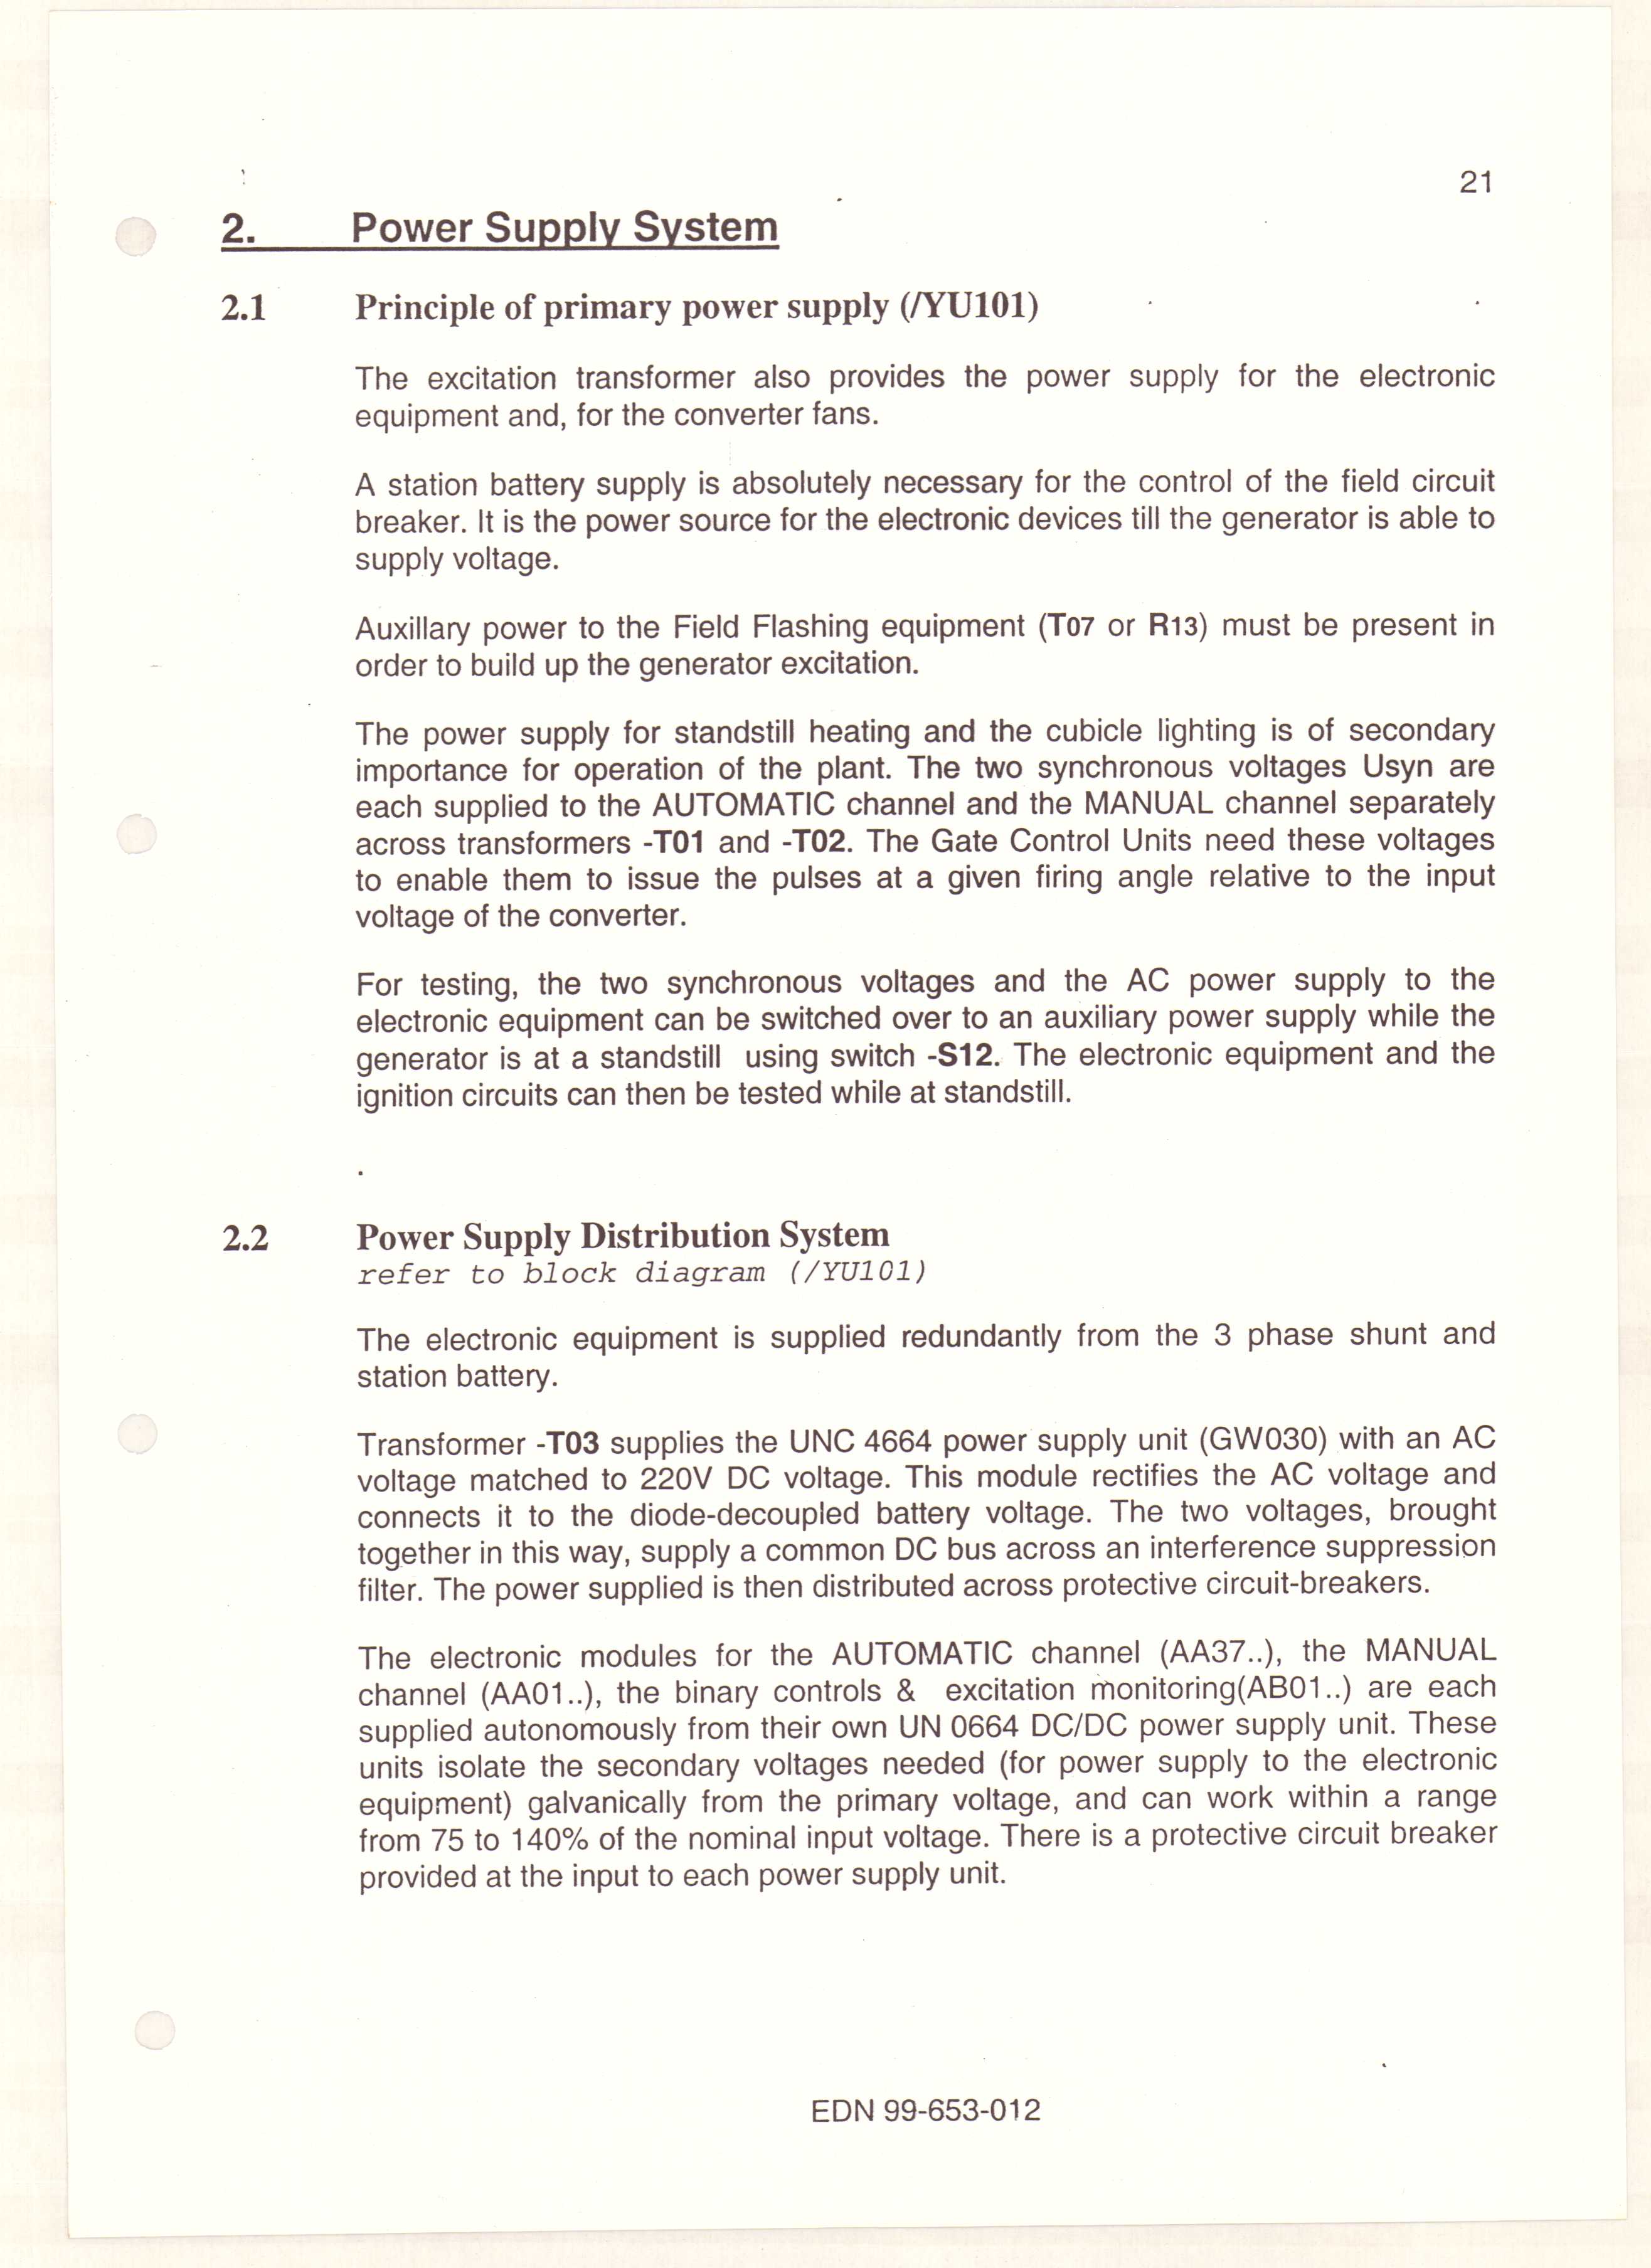 21
2. Power Supply System
2.1 Principle of primary power supply (/YU101)
The excitation transformer also provides the power supply for the electronic
equipment and, for the converter fans.
A station battery supply is absolutely necessary for the control of the field circuit
breaker. It is the power source for the electronic devices till the generator is able to
supply voltage.
Auxillary power to the Field Flashing equipment (T07 or R13) must be present in
order to build up the generator excitation.
The power supply for standstill heating and the cubicle lighting is of secondary
importance for operation of the plant. The two synchronous voltages Usyn are
each supplied to the AUTOMATIC channel and the MANUAL channel separately
across transformers -T01 and -T02. The Gate Control Units need these voltages
to enable them to issue the pulses at a given firing angle relative to the input
voltage of the converter.
For testing, the two synchronous voltages and the AC power supply to the
electronic equipment can be switched over to an auxiliary power supply while the
generator is at a standstill using switch -S12. The electronic equipment and the
ignition circuits can then be tested while at standstill.
2.2 Power Supply Distribution System
refer to block diagram (/YU101)
The electronic equipment is supplied redundantly from the 3 phase shunt and
station battery.
Transformer -T03 supplies the UNC 4664 power supply unit (GW030) with an AC
voltage matched to 220V DC voltage. This module rectifies the AC voltage and
connects it to the diode-decoupled battery voltage. The two voltages, brought
together in this way, supply a common DC bus across an interference suppression
filter. The power supplied is then distributed across protective circuit-breakers.
The electronic modules for the AUTOMATIC channel (AA37..), the MANUAL
channel (AA01..), the binary controls & excitation monitoring(AB01..) are each
supplied autonomously from their own UN 0664 DC/DC power supply unit. These
units isolate the secondary voltages needed (for power supply to the electronic
equipment) galvanically from the primary voltage, and can work within a range
from 75 to 140% of the nominal input voltage. There is a protective circuit breaker
provided at the input to each power supply unit.
EDN 99-653-012